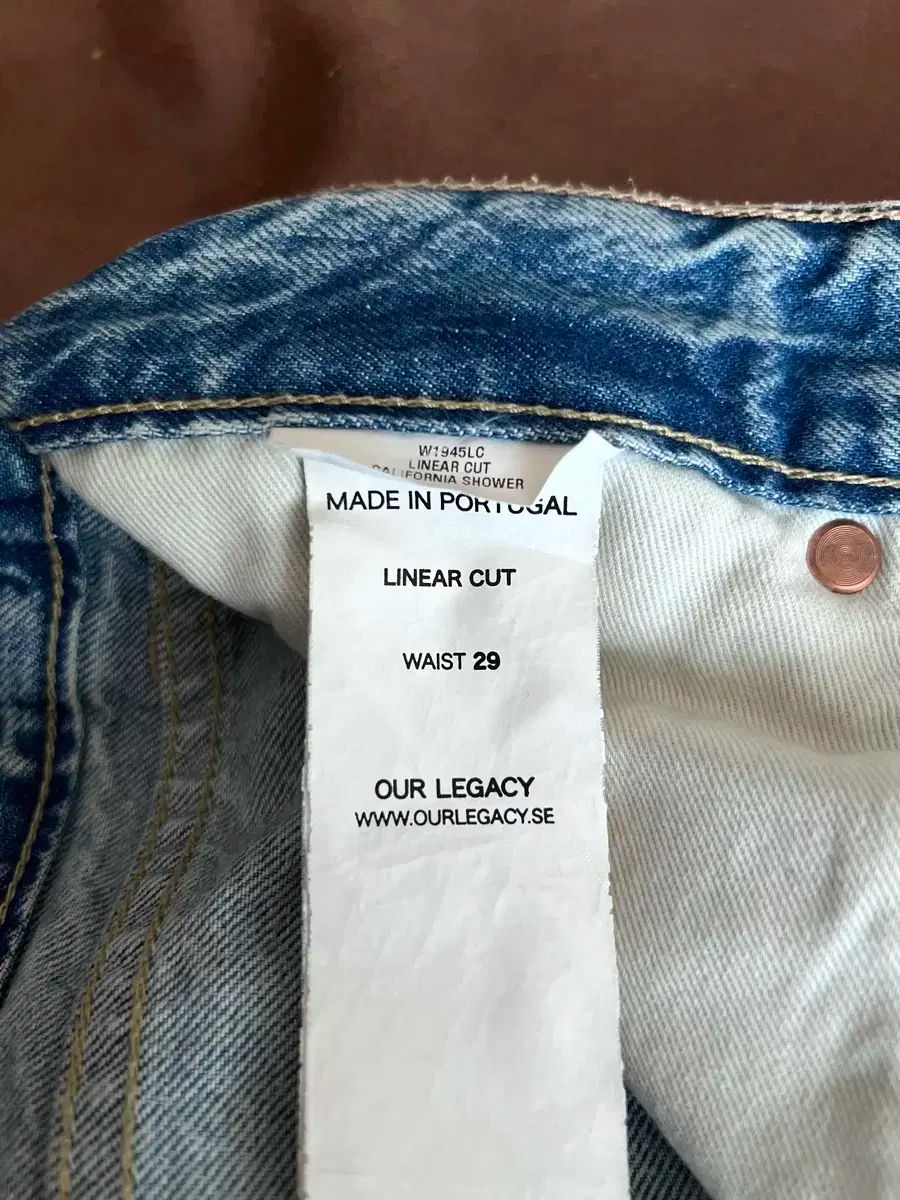 W1945LC
LINEAR CUT
CALIFORNIA SHOWER
MADE IN PORTUGAL
LINEAR CUT
WAIST 29
OUR LEGACY
WWW.OURLEGACY.SE